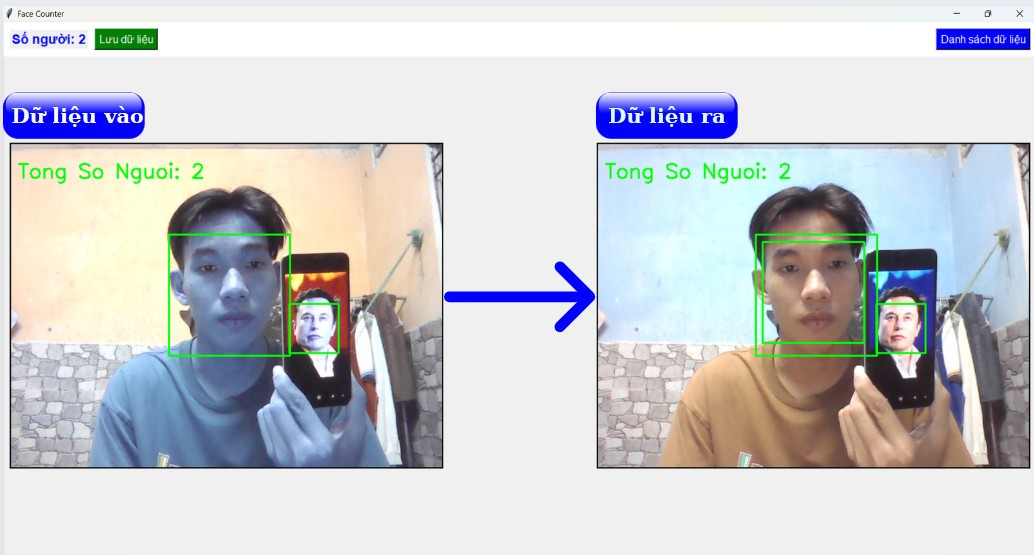 Face Counter
Số người: 2
Lưu dữ liệu
Danh sách dữ liệu
Dữ liệu vào
Dữ liệu ra
Tong So Nguoi: 2
Tong So Nguoi: 2